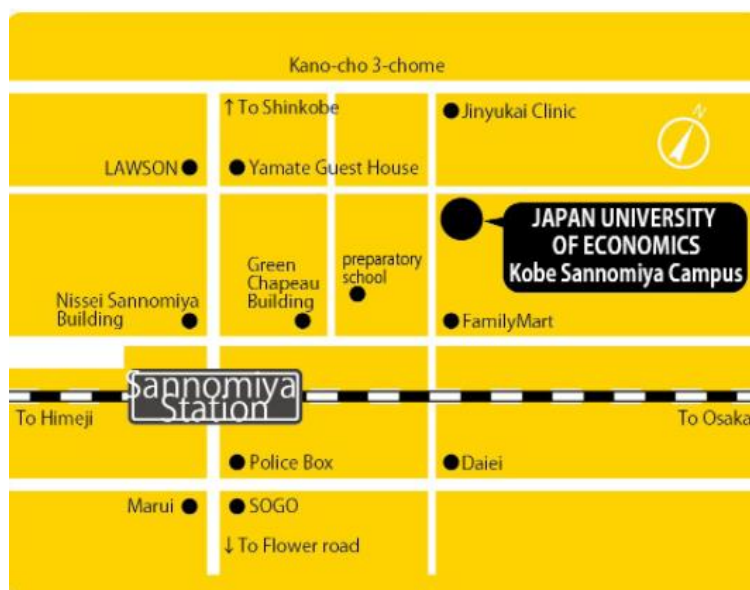 Kano-cho 3-chome
↑To Shinkobe
Jinyukai Clinic
N
LAWSON
Yamate Guest House
JAPAN UNIVERSITY
OF ECONOMICS
Kobe Sannomiya Campus
Green
Chapeau
Building
preparatory
school
Nissei Sannomiya
Building
FamilyMart
Sannomiya
Station
To Himeji
To Osaka
Police Box
Daiei
Marui
SOGO
↓To Flower road